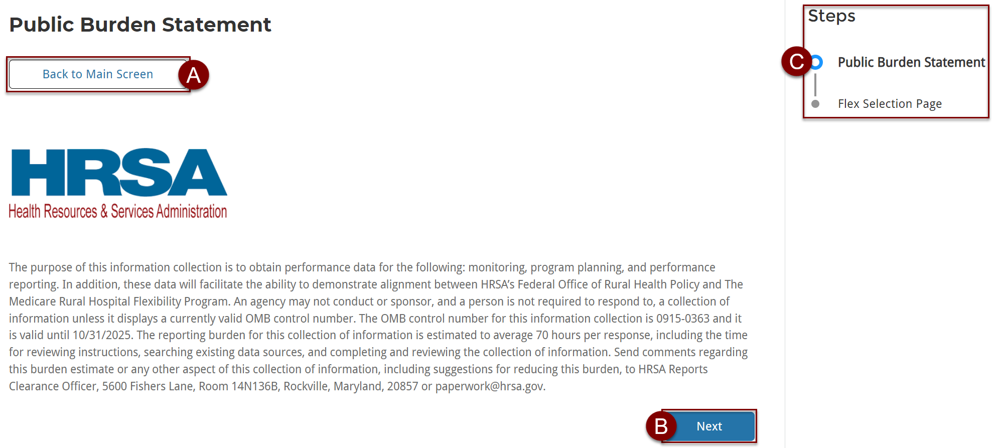 Public Burden Statement
Back to Main Screen
A
HRSA
Health Resources & Services Administration
The purpose of this information collection is to obtain performance data for the following: monitoring, program planning, and performance
reporting. In addition, these data will facilitate the ability to demonstrate alignment between HRSA’s Federal Office of Rural Health Policy and The
Medicare Rural Hospital Flexibility Program. An agency may not conduct or sponsor, and a person is not required to respond to, a collection of
information unless it displays a currently valid OMB control number. The OMB control number for this information collection is 0915-0363 and it
is valid until 10/31/2025. The reporting burden for this collection of information is estimated to average 70 hours per response, including the time
for reviewing instructions, searching existing data sources, and completing and reviewing the collection of information. Send comments regarding
this burden estimate or any other aspect of this collection of information, including suggestions for reducing this burden, to HRSA Reports
Clearance Officer, 5600 Fishers Lane, Room 14N136B, Rockville, Maryland, 20857 or paperwork@hrsa.gov.
B
Next
Steps
C
Public Burden Statement
Flex Selection Page